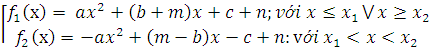 f₁(x) = ax² + (b + m)x + c + n; với x ≤ x₁ ⋁ x ≥ x₂
f₂(x) = −ax² + (m − b)x − c + n: với x₁ < x < x₂